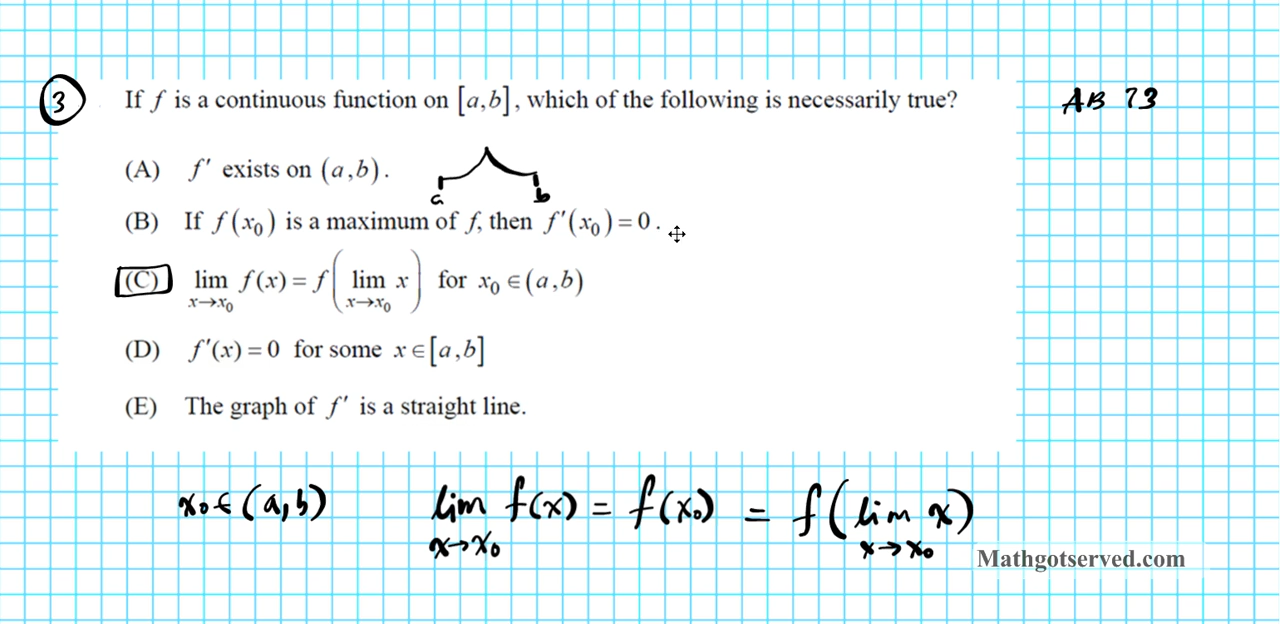 3 If f is a continuous function on [a,b], which of the following is necessarily true? AB 73
(A) f′ exists on (a,b).
a b
(B) If f(x₀) is a maximum of f, then f′(x₀)=0.
(C) lim x→x₀ f(x) = f(lim x→x₀ x) for x₀ ∈ (a,b)
(D) f′(x)=0 for some x∈[a,b]
(E) The graph of f′ is a straight line.
x₀ ∈ (a,b) lim x→x₀ f(x) = f(x₀) = f(lim x→x₀ x)
Mathgotserved.com